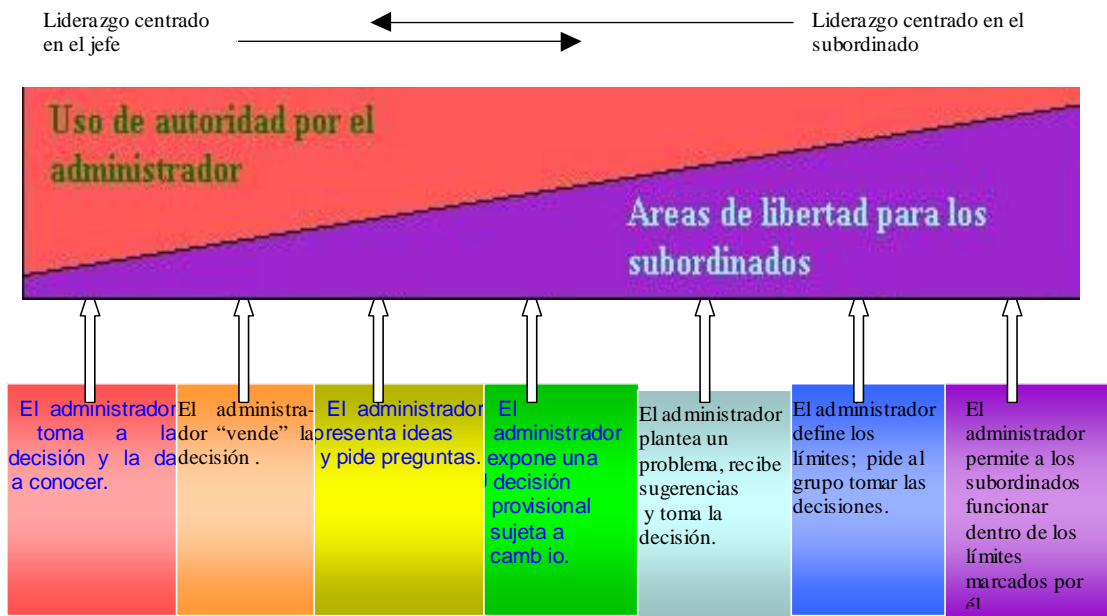 Liderazgo centrado
en el jefe
Liderazgo centrado en el
subordinado
Uso de autoridad por el
administrador
Areas de libertad para los
subordinados
El administrador
toma a la
decisión y la da
a conocer.
El administra-
dor “vende” la
decisión .
El administrador
presenta ideas
y pide preguntas.
El
administrador
expone una
decisión
provisional
sujeta a
camb io.
El administrador
plantea un
problema, recibe
sugerencias
y toma la
decisión.
El administrador
define los
límites; pide al
grupo tomar las
decisiones.
El
administrador
permite a los
subordinados
funcionar
dentro de los
límites
marcados por
él